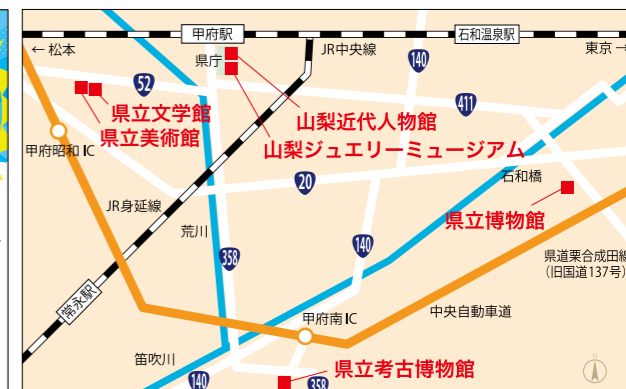 甲府駅
石和温泉駅
← 松本
県庁
JR中央線
東京 →
140
52
411
山梨近代人物館
県立文学館
県立美術館
山梨ジュエリーミュージアム
甲府昭和IC
20
石和橋
県立博物館
JR身延線
荒川
358
140
県道栗合成田線
(旧国道137号)
常永駅
甲府南IC
中央自動車道
笛吹川
県立考古博物館
140
358
N